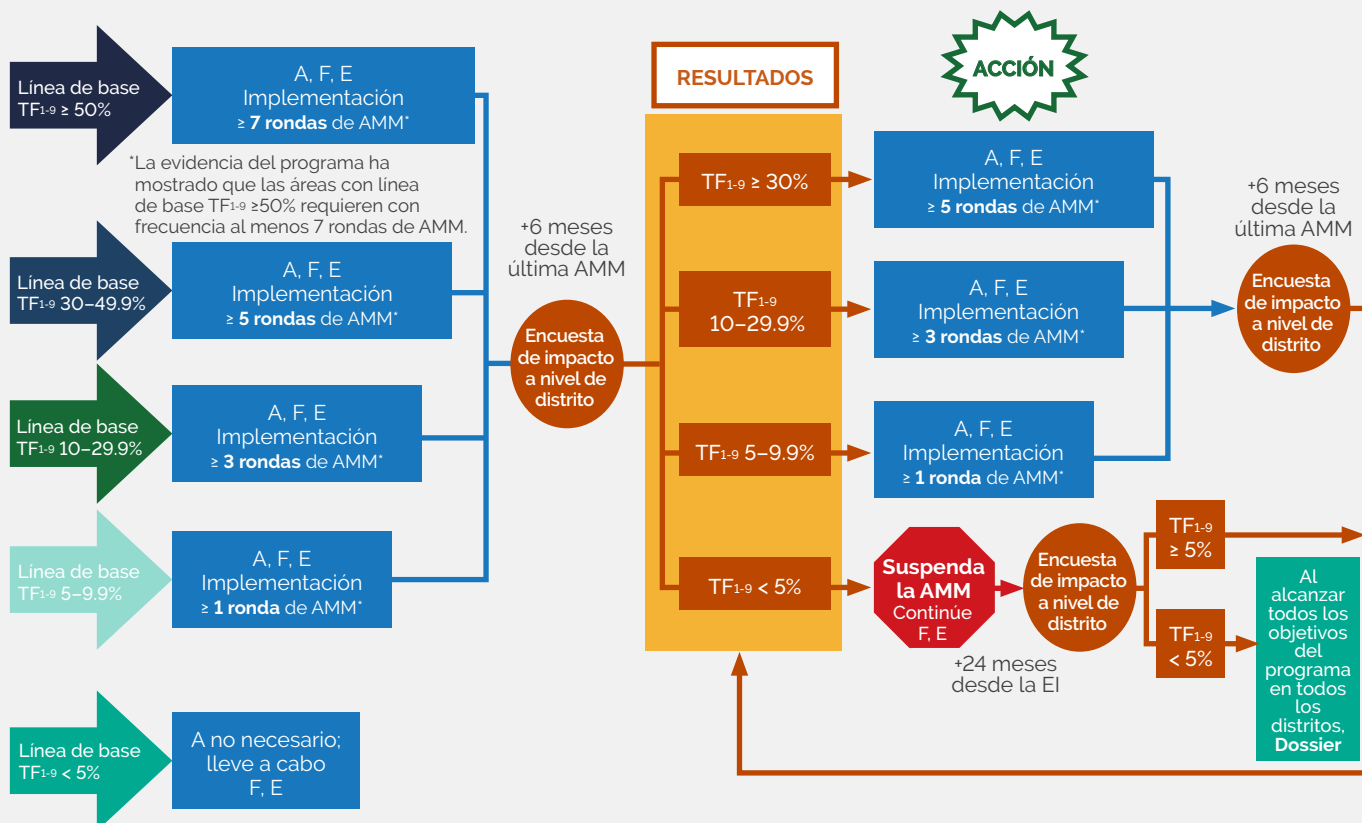 Línea de base
TF1-9 ≥ 50%
A, F, E
Implementación
≥ 7 rondas de AMM*
*La evidencia del programa ha
mostrado que las áreas con línea
de base TF1-9 ≥50% requieren con
frecuencia al menos 7 rondas de AMM.
Línea de base
TF1-9 30–49.9%
A, F, E
Implementación
≥ 5 rondas de AMM*
Línea de base
TF1-9 10–29.9%
A, F, E
Implementación
≥ 3 rondas de AMM*
Línea de base
TF1-9 5–9.9%
A, F, E
Implementación
≥ 1 ronda de AMM*
Línea de base
TF1-9 < 5%
A no necesario;
lleve a cabo
F, E
+6 meses
desde la
última AMM
Encuesta
de impacto
a nivel de
distrito
RESULTADOS
TF1-9 ≥ 30%
TF1-9
10–29.9%
TF1-9 5–9.9%
TF1-9 < 5%
ACCIÓN
A, F, E
Implementación
≥ 5 rondas de AMM*
A, F, E
Implementación
≥ 3 rondas de AMM*
A, F, E
Implementación
≥ 1 ronda de AMM*
+6 meses
desde la
última AMM
Encuesta
de impacto
a nivel de
distrito
Suspenda
la AMM
Continúe
F, E
+24 meses
desde la EI
Encuesta
de impacto
a nivel de
distrito
TF1-9
≥ 5%
TF1-9
< 5%
Al
alcanzar
todos los
objetivos
del
programa
en todos
los
distritos,
Dossier